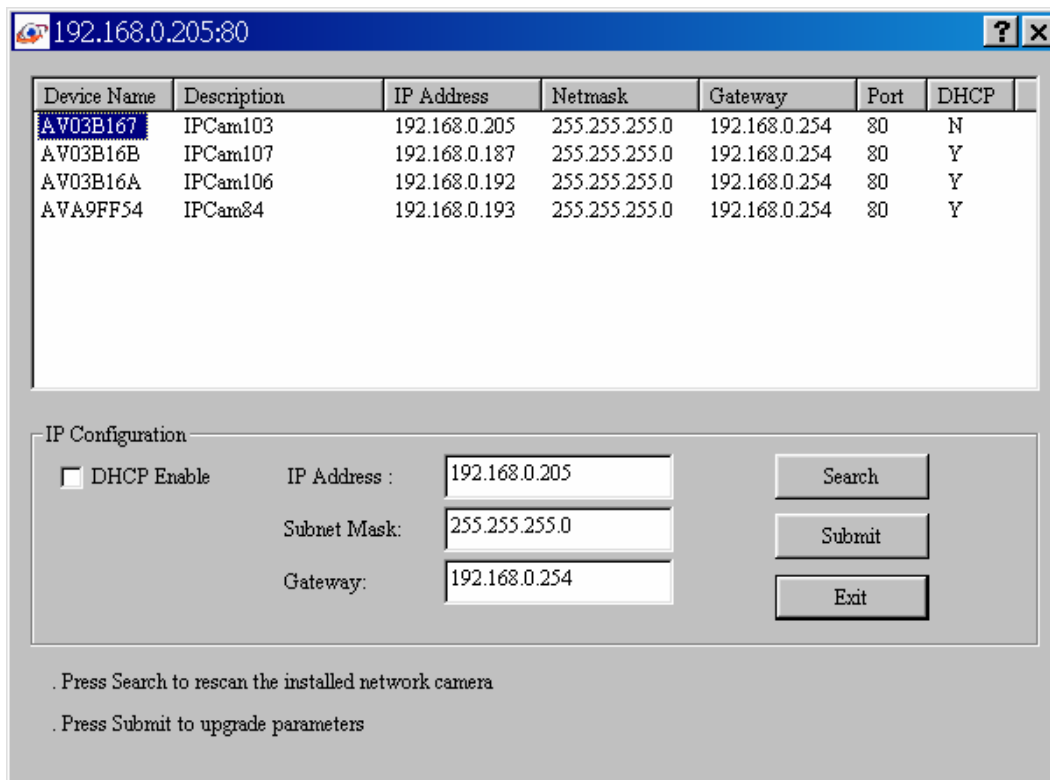 192.168.0.205:80
Device Name Description IP Address Netmask Gateway Port DHCP
AV03B167 IPCam103 192.168.0.205 255.255.255.0 192.168.0.254 80 N
AV03B16B IPCam107 192.168.0.187 255.255.255.0 192.168.0.254 80 Y
AV03B16A IPCam106 192.168.0.192 255.255.255.0 192.168.0.254 80 Y
AVA9FF54 IPCam84 192.168.0.193 255.255.255.0 192.168.0.254 80 Y
IP Configuration
DHCP Enable IP Address : 192.168.0.205 Search
Subnet Mask: 255.255.255.0 Submit
Gateway: 192.168.0.254 Exit
. Press Search to rescan the installed network camera
. Press Submit to upgrade parameters